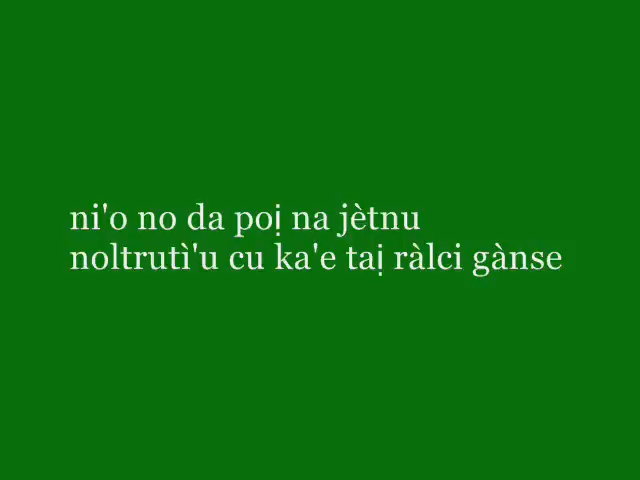 ni'o no da poị na jètnu
noltrutì'u cu ka'e taị ràlci gànse